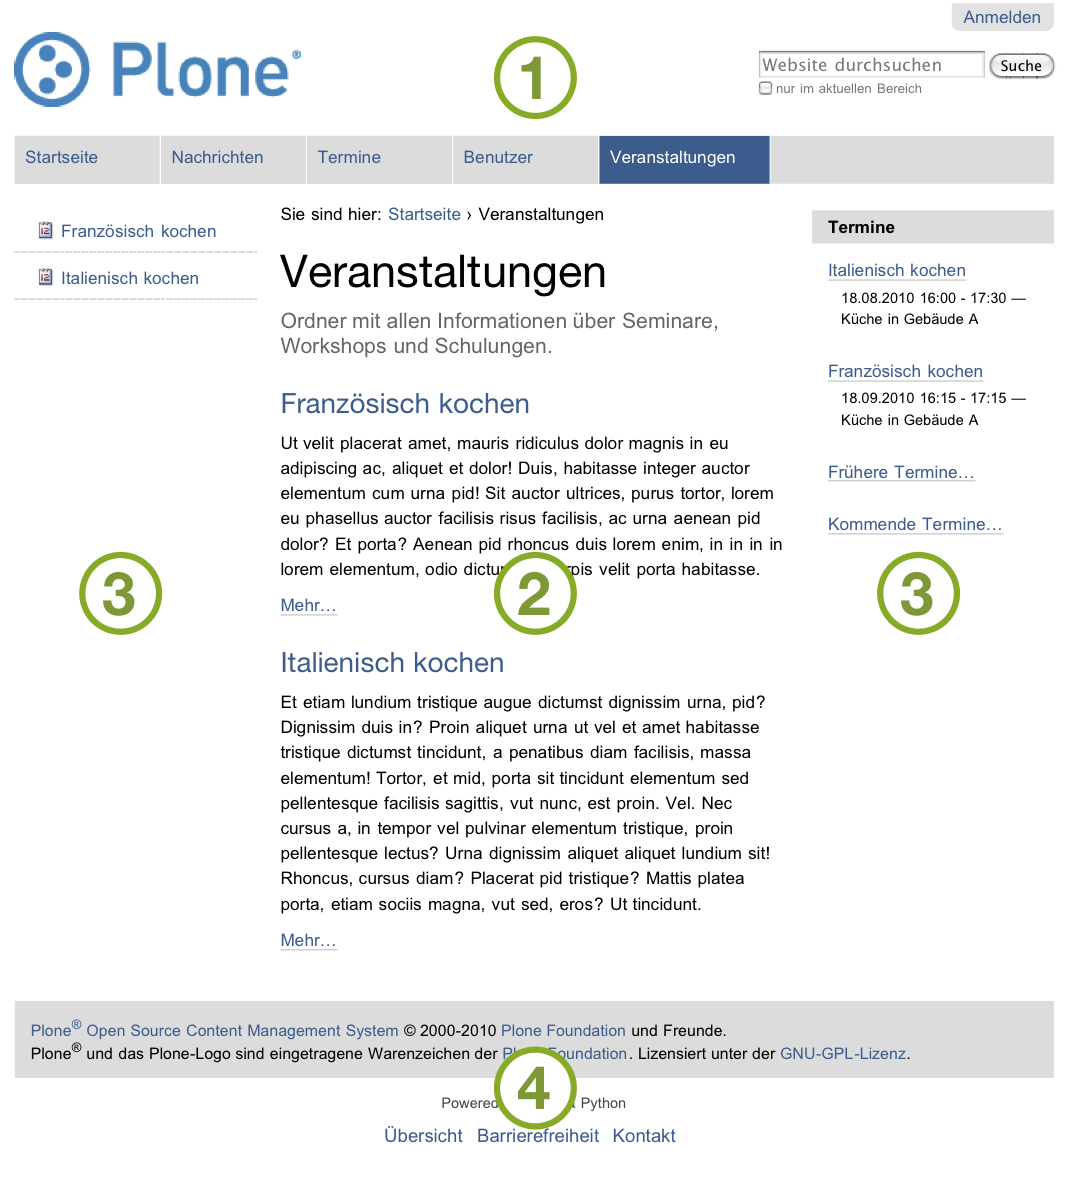 Anmelden
Plone®
1
Website durchsuchen
Suche
nur im aktuellen Bereich
Startseite
Nachrichten
Termine
Benutzer
Veranstaltungen
Französisch kochen
Italienisch kochen
3
Sie sind hier: Startseite › Veranstaltungen
Veranstaltungen
Ordner mit allen Informationen über Seminare,
Workshops und Schulungen.
Französisch kochen
Ut velit placerat amet, mauris ridiculus dolor magnis in eu
adipiscing ac, aliquet et dolor! Duis, habitasse integer auctor
elementum cum urna pid! Sit auctor ultrices, purus tortor, lorem
eu phasellus auctor facilisis risus facilisis, ac urna aenean pid
dolor? Et porta? Aenean pid rhoncus duis lorem enim, in in in in
lorem elementum, odio velit porta habitasse.
2
Mehr…
Italienisch kochen
Et etiam lundium tristique augue dictumst dignissim urna, pid?
Dignissim duis in? Proin aliquet urna ut vel et amet habitasse
tristique dictumst tincidunt, a penatibus diam facilisis, massa
elementum! Tortor, et mid, porta sit tincidunt elementum sed
pellentesque facilisis sagittis, vut nunc, est proin. Vel. Nec
cursus a, in tempor vel pulvinar elementum tristique, proin
pellentesque lectus? Urna dignissim aliquet aliquet lundium sit!
Rhoncus, cursus diam? Placerat pid tristique? Mattis platea
porta, etiam sociis magna, vut sed, eros? Ut tincidunt.
Mehr…
Termine
Italienisch kochen
18.08.2010 16:00 - 17:30 —
Küche in Gebäude A
Französisch kochen
18.09.2010 16:15 - 17:15 —
Küche in Gebäude A
Frühere Termine…
Kommende Termine…
3
Plone® Open Source Content Management System © 2000-2010 Plone Foundation und Freunde.
Plone® und das Plone-Logo sind eingetragene Warenzeichen der Plone Foundation. Lizensiert unter der GNU-GPL-Lizenz.
4
Powered Python
Übersicht Barrierefreiheit Kontakt